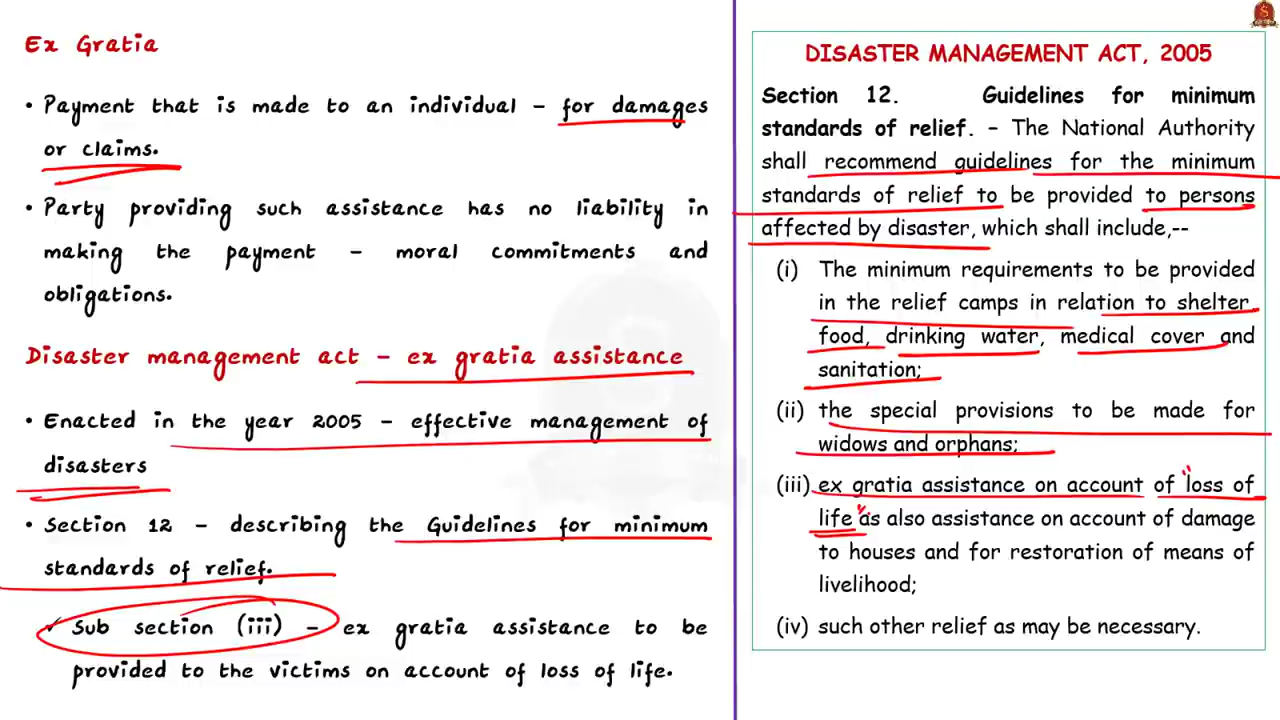 Ex Gratia
• Payment that is made to an individual – for damages
or claims.
• Party providing such assistance has no liability in
making the payment – moral commitments and
obligations.
Disaster management act – ex gratia assistance
• Enacted in the year 2005 – effective management of
disasters
• Section 12 – describing the Guidelines for minimum
standards of relief.
✓ Sub section (iii) – ex gratia assistance to be
provided to the victims on account of loss of life.
DISASTER MANAGEMENT ACT, 2005
Section 12. Guidelines for minimum
standards of relief. – The National Authority
shall recommend guidelines for the minimum
standards of relief to be provided to persons
affected by disaster, which shall include,--
(i) The minimum requirements to be provided
in the relief camps in relation to shelter
food, drinking water, medical cover and
sanitation;
(ii) the special provisions to be made for
widows and orphans;
(iii) ex gratia assistance on account of "loss of
life" as also assistance on account of damage
to houses and for restoration of means of
livelihood;
(iv) such other relief as may be necessary.